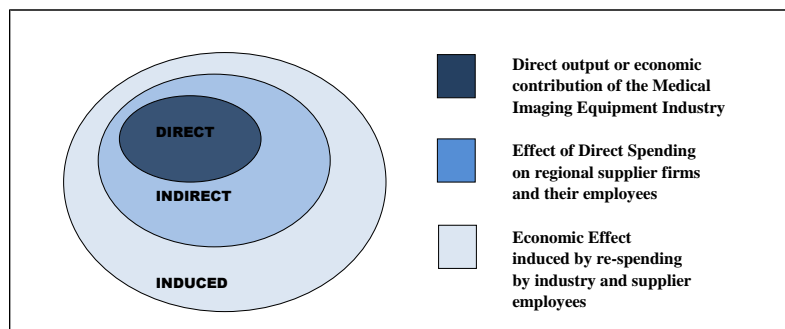 DIRECT
INDIRECT
INDUCED
Direct output or economic
contribution of the Medical
Imaging Equipment Industry
Effect of Direct Spending
on regional supplier firms
and their employees
Economic Effect
induced by re-spending
by industry and supplier
employees